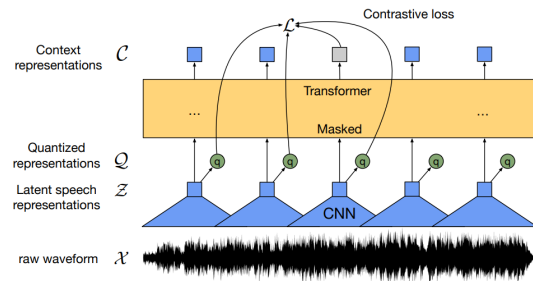 Contrastive loss
ℒ
Context
representations 𝒞
Transformer
... ...
Masked
Quantized
representations 𝒬
q q q q q
Latent speech
representations 𝒵
CNN
raw waveform 𝒳